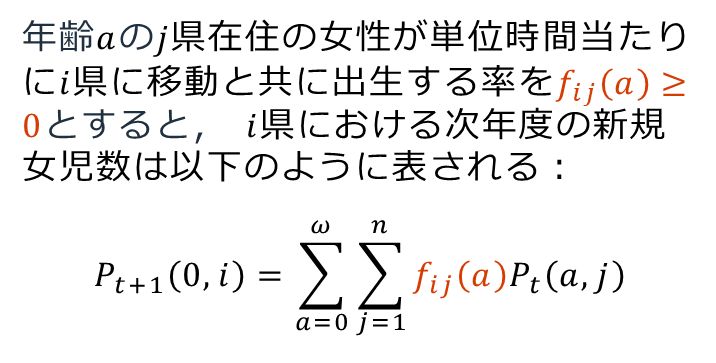 年齢aのj県在住の女性が単位時間当たり
にi県に移動と共に出生する率をf_{ij}(a) ≥
0とすると， i県における次年度の新規
女児数は以下のように表される：
P_{t+1}(0, i) = \sum_{a=0}^{ω} \sum_{j=1}^{n} f_{ij}(a)P_t(a, j)